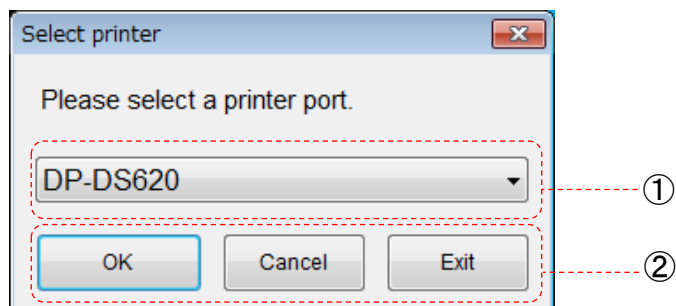 Select printer
Please select a printer port.
DP-DS620
①
OK Cancel Exit
②